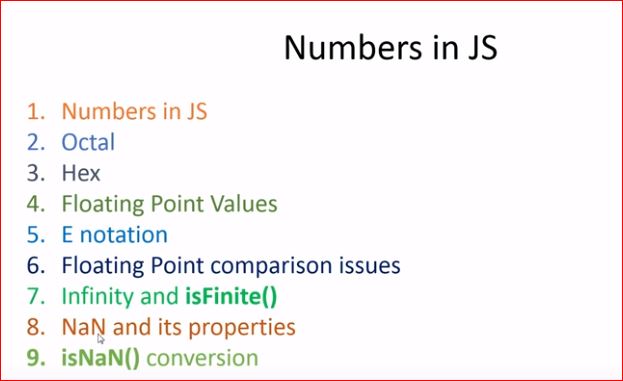 Numbers in JS
1. Numbers in JS
2. Octal
3. Hex
4. Floating Point Values
5. E notation
6. Floating Point comparison issues
7. Infinity and isFinite()
8. NaN and its properties
9. isNaN() conversion